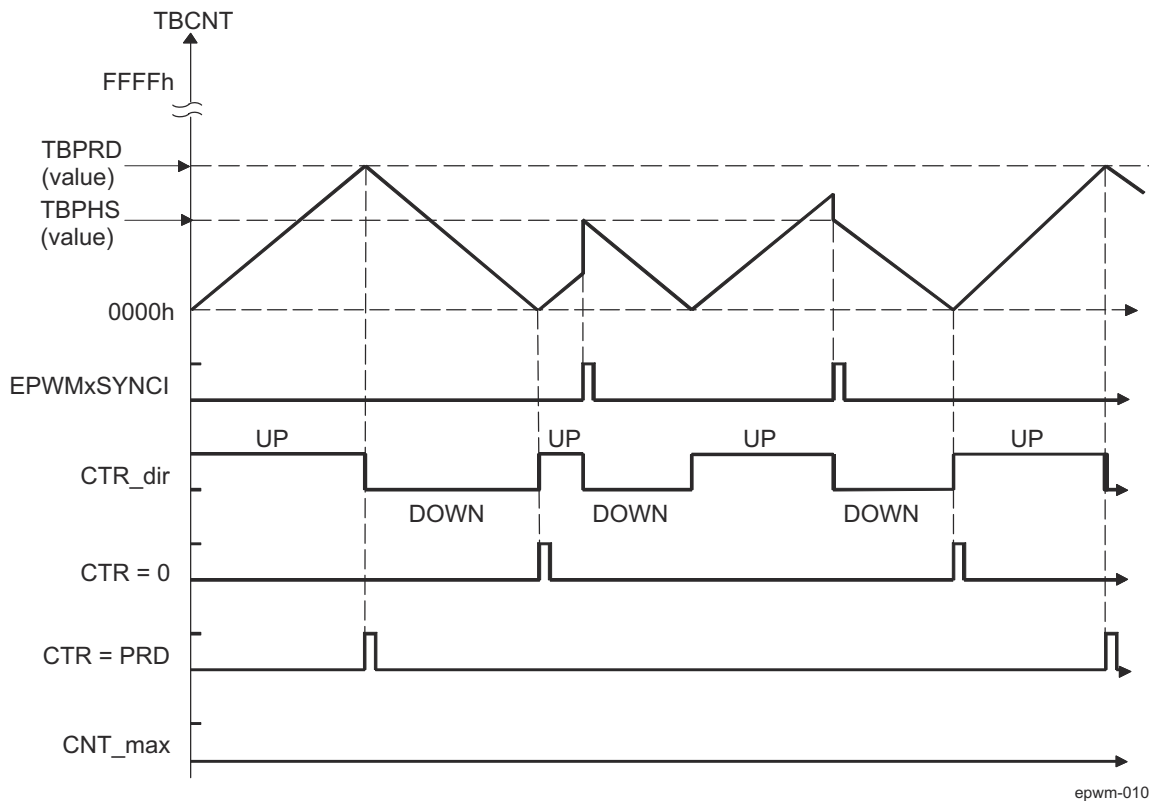 TBCNT
FFFFh
TBPRD
(value)
TBPHS
(value)
0000h
EPWMxSYNCI
UP UP UP UP
CTR_dir
DOWN DOWN DOWN
CTR = 0
CTR = PRD
CNT_max
epwm-010